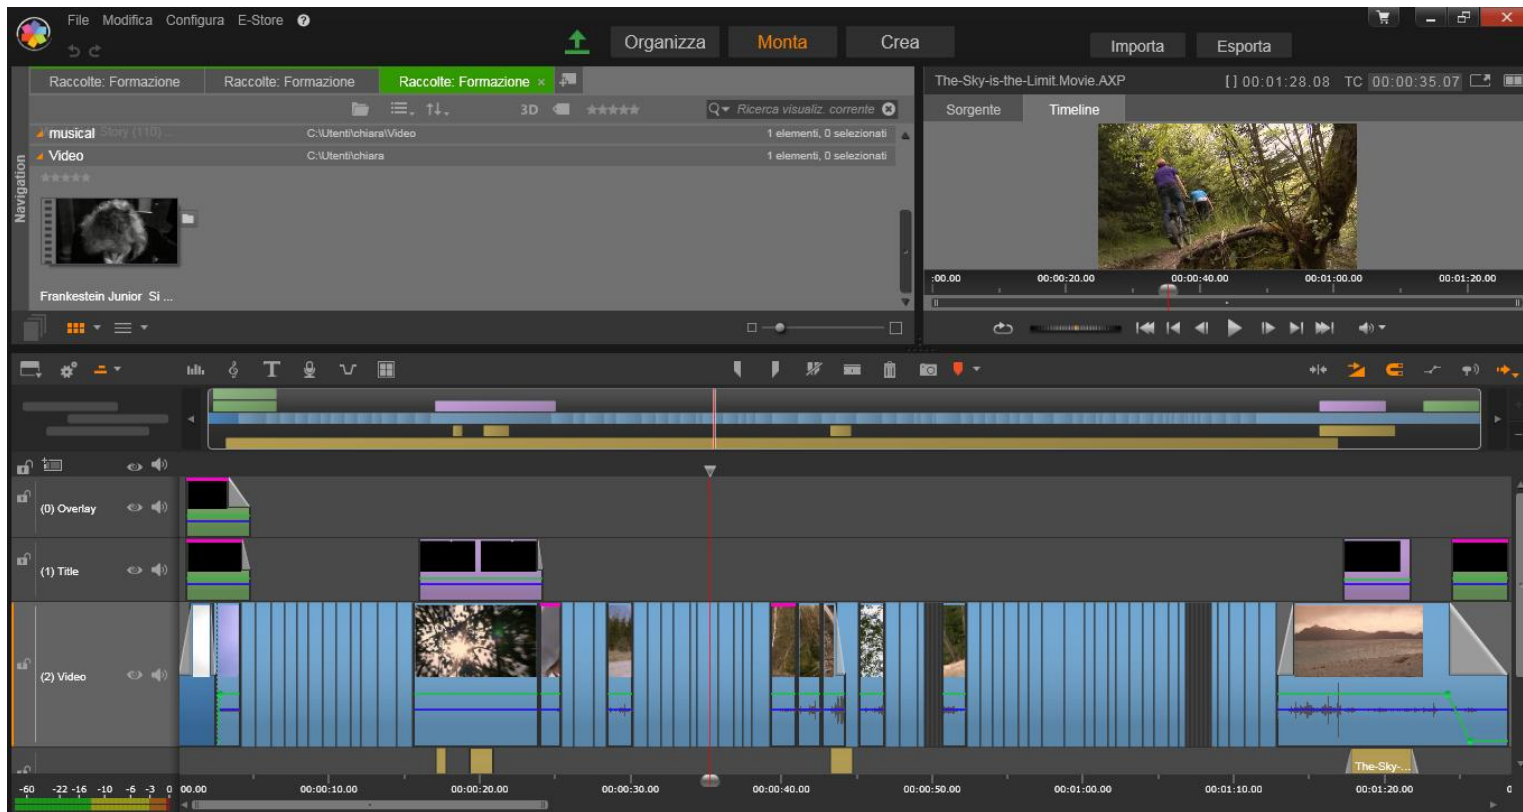 File Modifica Configura E-Store ?
Organizza Monta Crea
Importa Esporta
Raccolte: Formazione Raccolte: Formazione Raccolte: Formazione ×
The-Sky-is-the-Limit.Movie.AXP [ ] 00:01:28.08 TC 00:00:35.07
3D Ricerca visualiz. corrente
Sorgente Timeline
musical Story (110) ... C:\Utenti\chiara\Video 1 elementi, 0 selezionati
Video C:\Utenti\chiara 1 elementi, 0 selezionati
Navigation
Frankestein Junior Si ...
:00.00 00:00:20.00 00:00:40.00 00:01:00.00 00:01:20.00
(0) Overlay
(1) Title
(2) Video
The-Sky-...
-60 -22 -16 -10 -6 -3 0 00.00 00:00:10.00 00:00:20.00 00:00:30.00 00:00:40.00 00:00:50.00 00:01:00.00 00:01:10.00 00:01:20.00 0